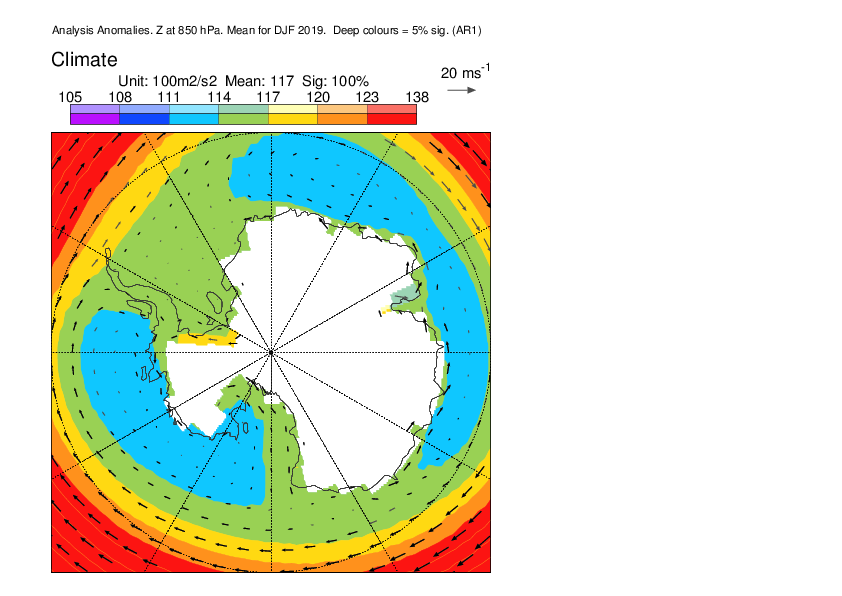 Analysis Anomalies. Z at 850 hPa. Mean for DJF 2019. Deep colours = 5% sig. (AR1)
Climate
20 ms-1
Unit: 100m2/s2 Mean: 117 Sig: 100%
105 108 111 114 117 120 123 138